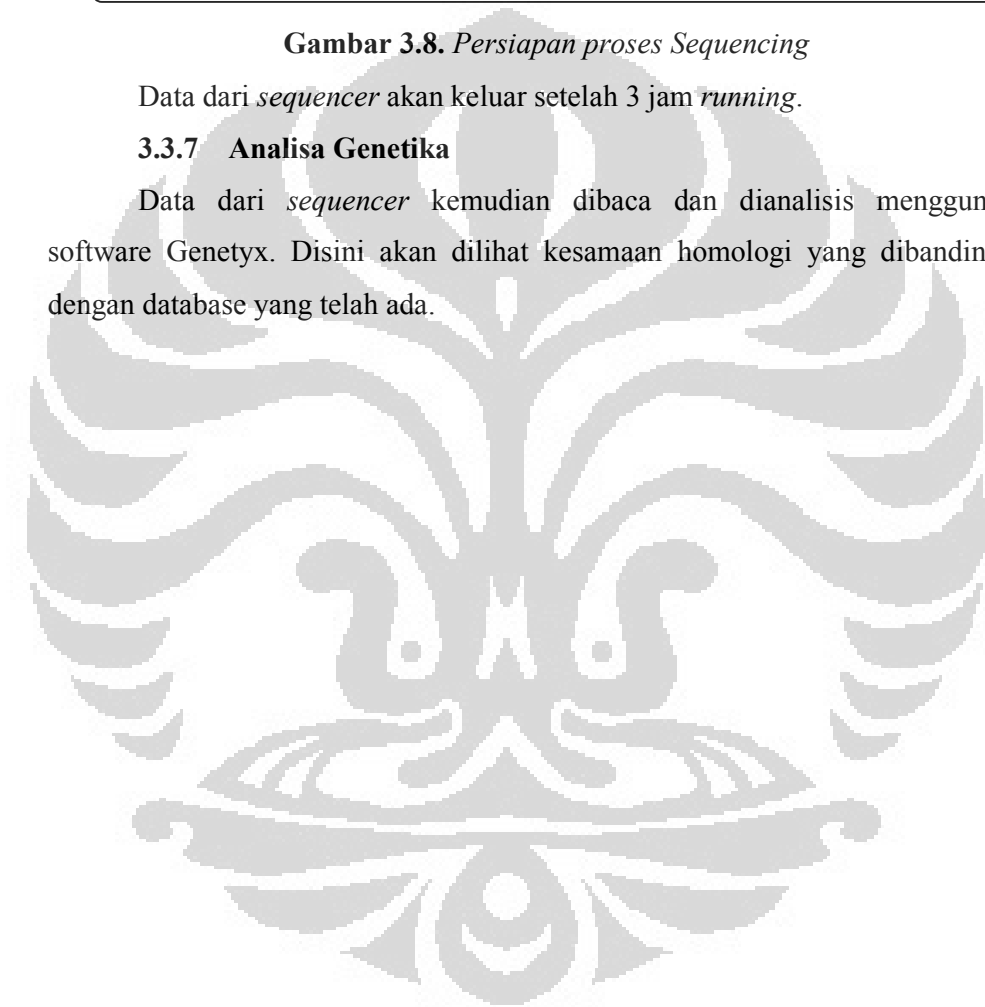 Gambar 3.8. Persiapan proses Sequencing
Data dari sequencer akan keluar setelah 3 jam running.
3.3.7 Analisa Genetika
Data dari sequencer kemudian dibaca dan dianalisis menggun
software Genetyx. Disini akan dilihat kesamaan homologi yang dibandin
dengan database yang telah ada.